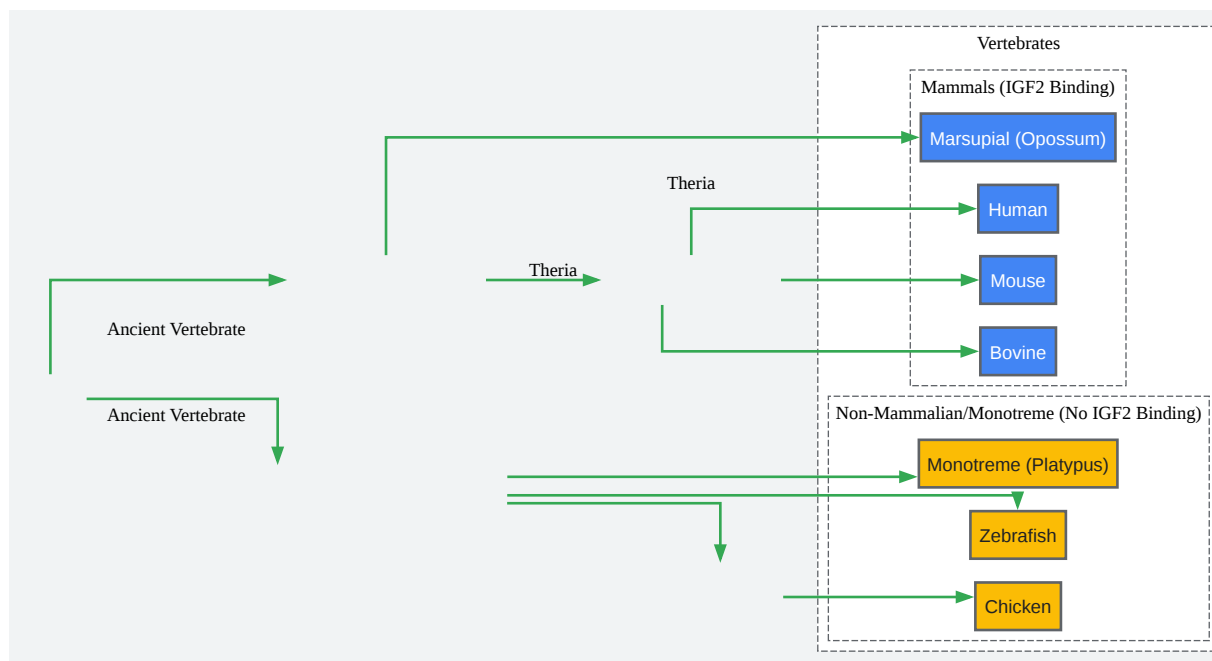 Vertebrates
Mammals (IGF2 Binding)
Marsupial (Opossum)
Theria
Human
Theria
Mouse
Ancient Vertebrate
Bovine
Ancient Vertebrate
Non-Mammalian/Monotreme (No IGF2 Binding)
Monotreme (Platypus)
Zebrafish
Chicken